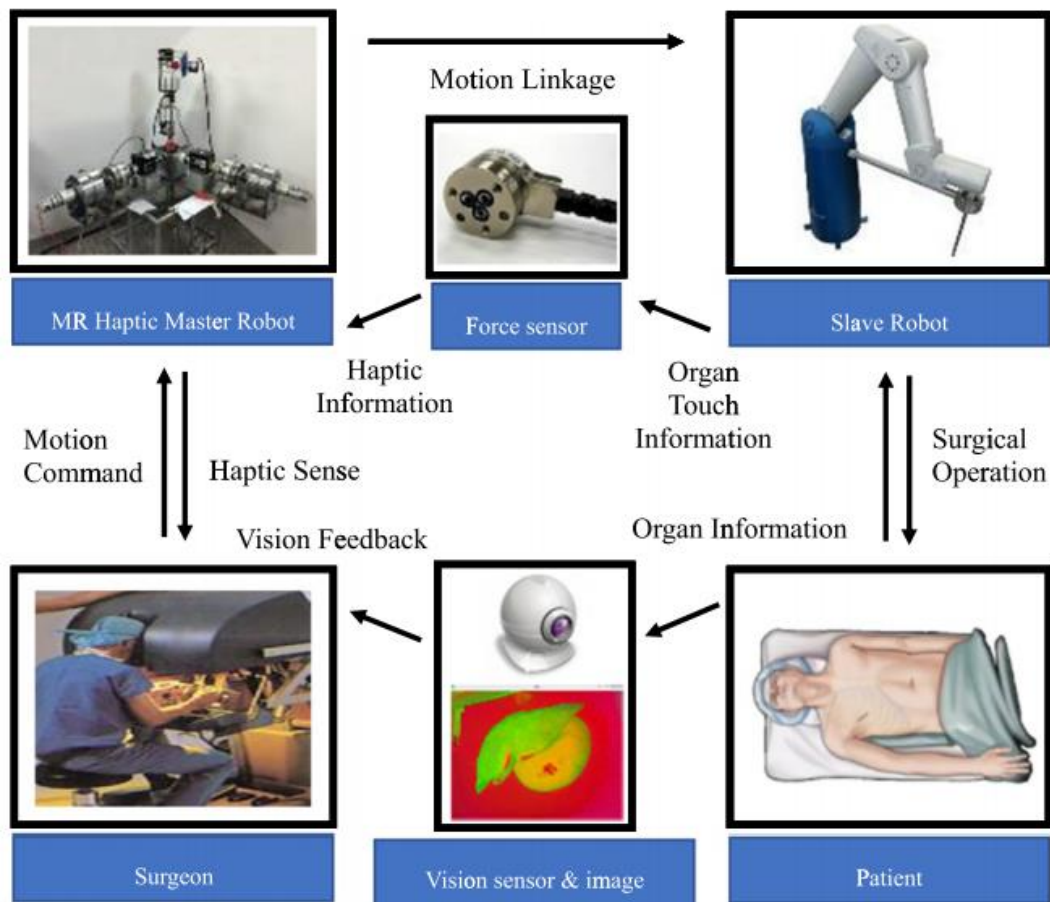 Motion Linkage
MR Haptic Master Robot
Force sensor
Slave Robot
Haptic
Information
Organ
Touch
Information
Motion
Command
Haptic Sense
Surgical
Operation
Vision Feedback
Organ Information
Surgeon
Vision sensor & image
Patient